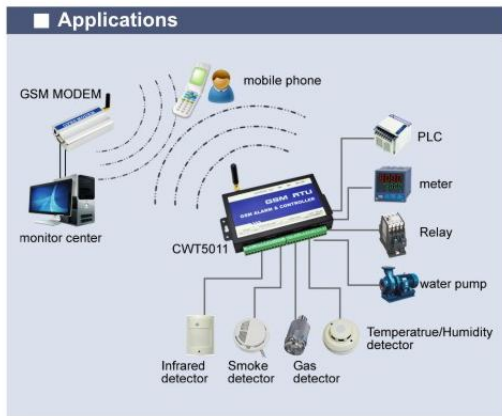 Applications
GSM MODEM
mobile phone
PLC
GSM RTU
GSM ALARM & CONTROLLER
meter
monitor center
CWT5011
Relay
water pump
Infrared
detector
Smoke
detector
Gas
detector
Temperatrue/Humidity
detector